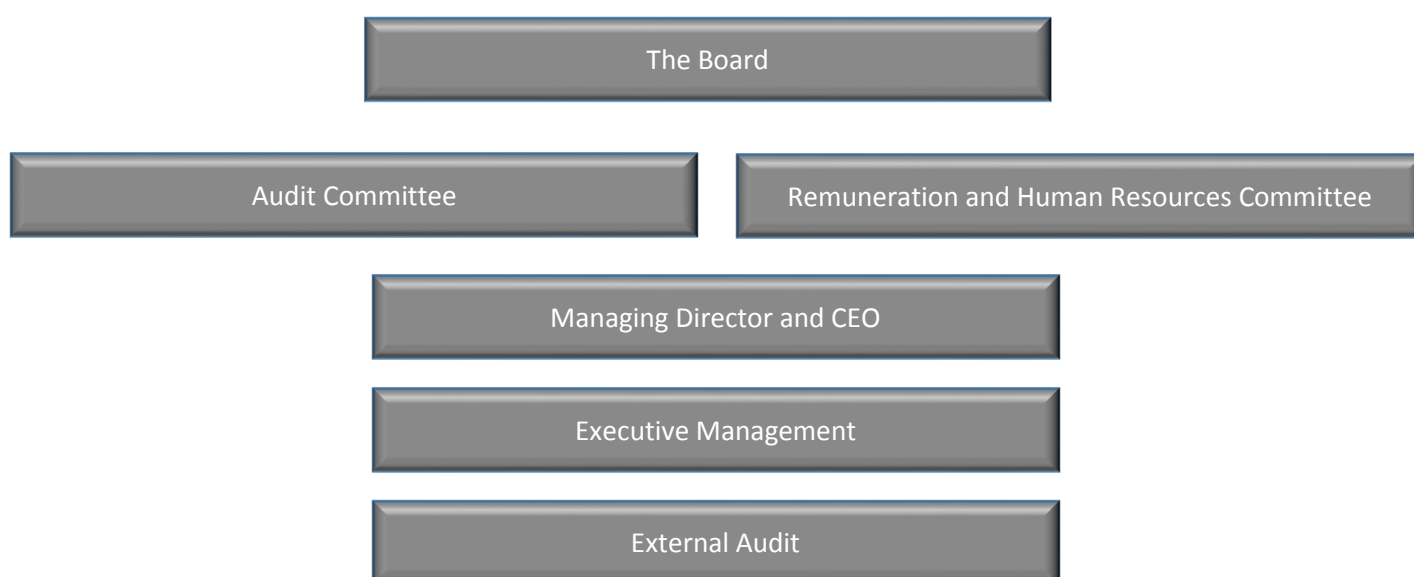 The Board
Audit Committee
Remuneration and Human Resources Committee
Managing Director and CEO
Executive Management
External Audit